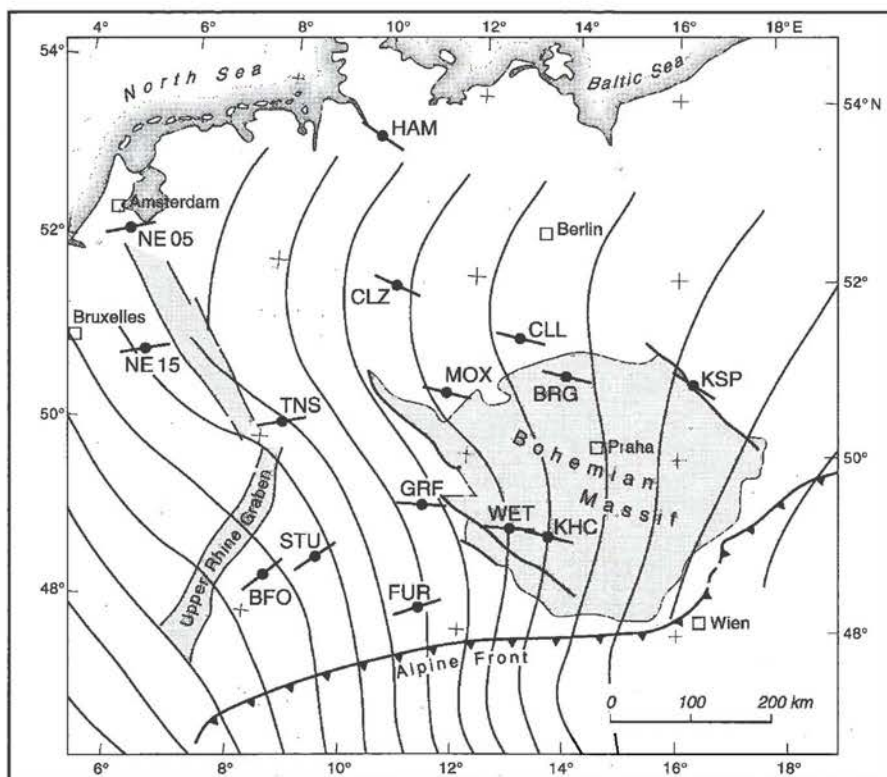 4° 6° 8° 10° 12° 14° 16° 18° E
54°
North Sea
Baltic Sea
54° N
HAM
Amsterdam
52°
NE 05
Berlin
52°
CLZ
Bruxelles
CLL
NE 15
MOX
BRG
KSP
50°
TNS
Praha
50°
Bohemian
Massif
GRF
WET
KHC
Upper Rhine Graben
STU
BFO
FUR
48°
Wien
48°
Alpine Front
0 100 200 km
6° 8° 10° 12° 14° 16° 18°